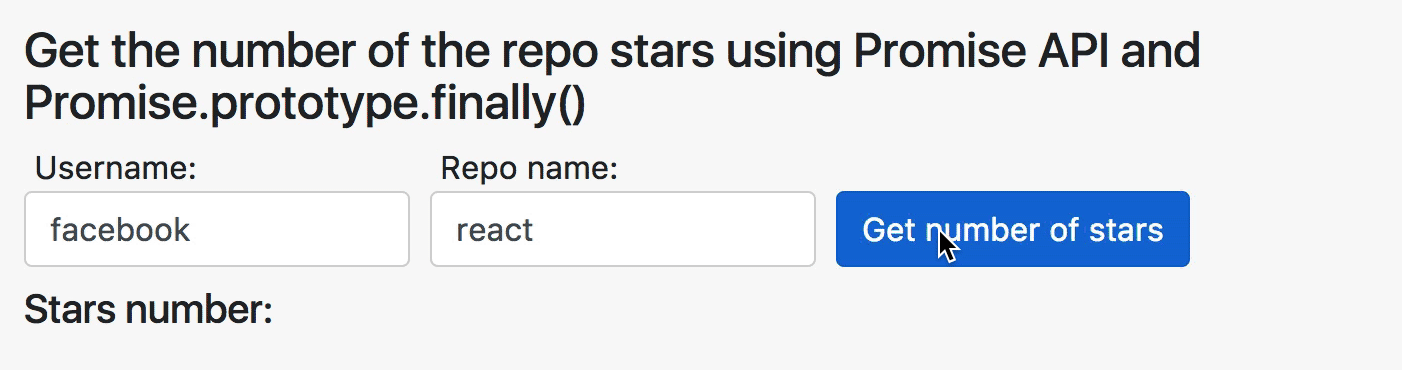 Get the number of the repo stars using Promise API and
Promise.prototype.finally()
Username: Repo name:
facebook react Get number of stars
Stars number: